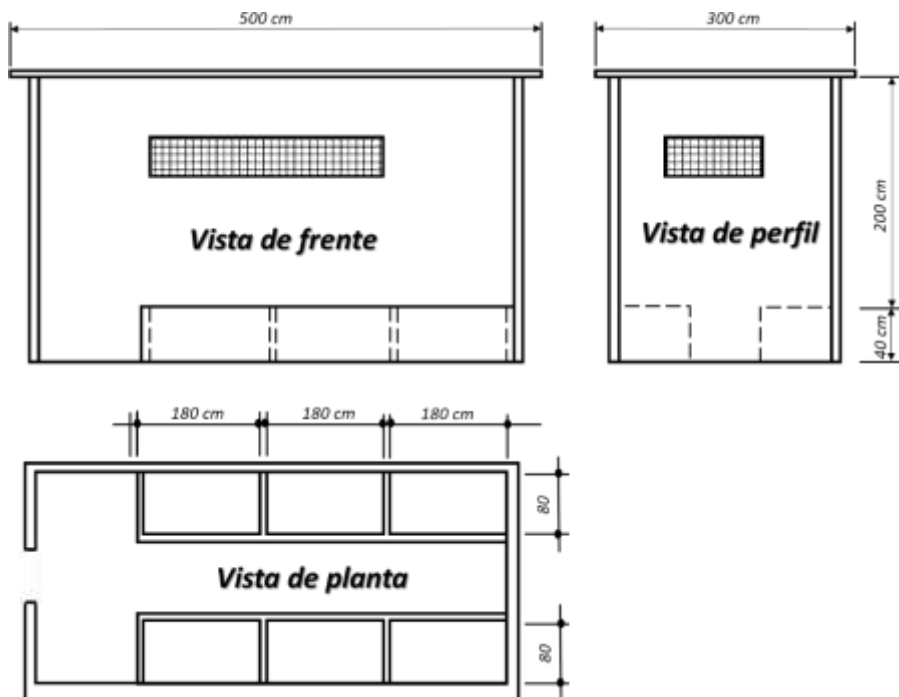 500 cm
300 cm
Vista de frente
Vista de perfil
200 cm
40 cm
180 cm
180 cm
180 cm
80
Vista de planta
80